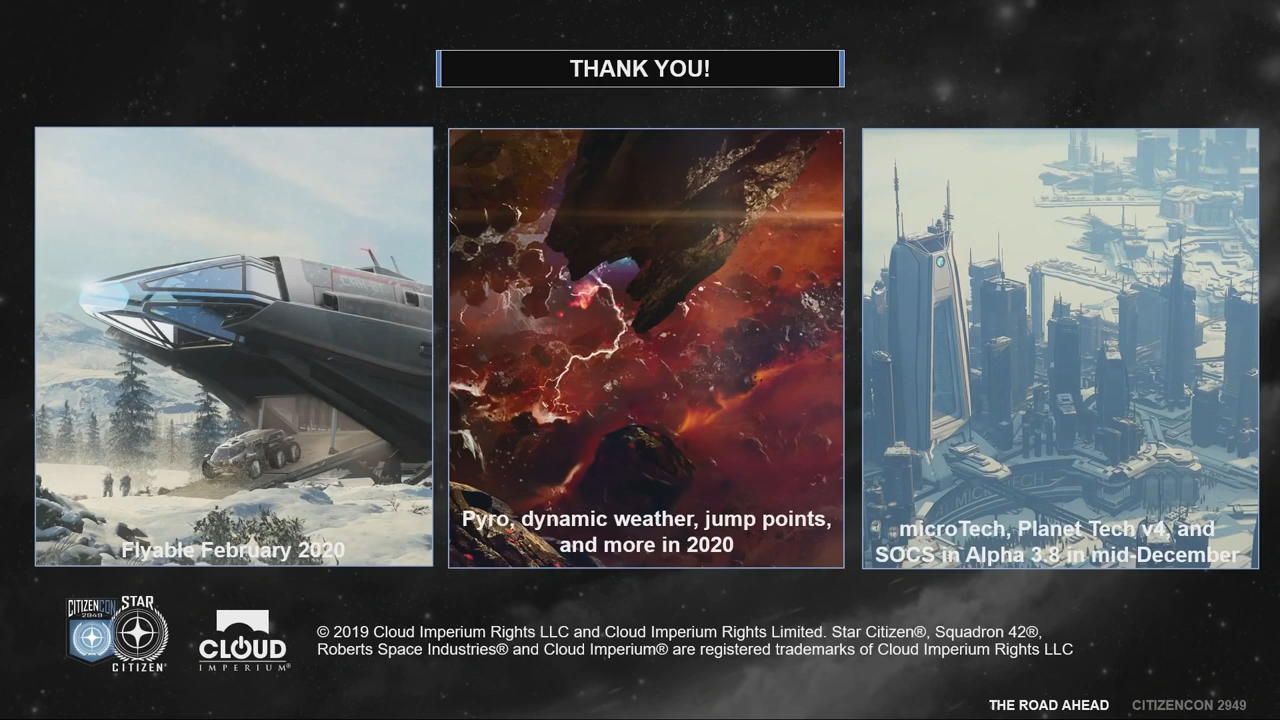 THANK YOU!
Flyable February 2020
Pyro, dynamic weather, jump points,
and more in 2020
microTech, Planet Tech v4, and
SOCS in Alpha 3.8 in mid-December
MICROTECH
CITIZENCON
2949
STAR
CITIZEN®
CLOUD
IMPERIUM®
© 2019 Cloud Imperium Rights LLC and Cloud Imperium Rights Limited. Star Citizen®, Squadron 42®,
Roberts Space Industries® and Cloud Imperium® are registered trademarks of Cloud Imperium Rights LLC
THE ROAD AHEAD CITIZENCON 2949